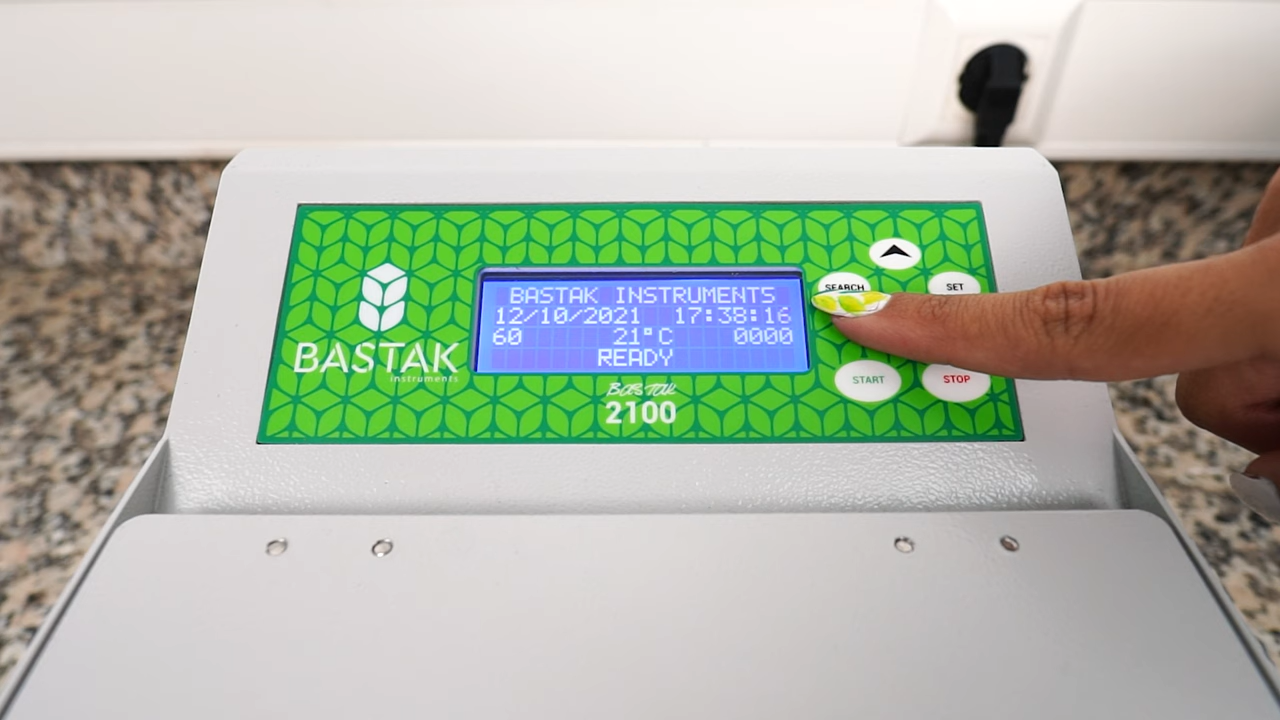 BASTAK
instruments
BASTAK INSTRUMENTS
12/10/2021 17:38:16
60 21°C 0000
READY
BASTAK
2100
SEARCH
SET
START
STOP